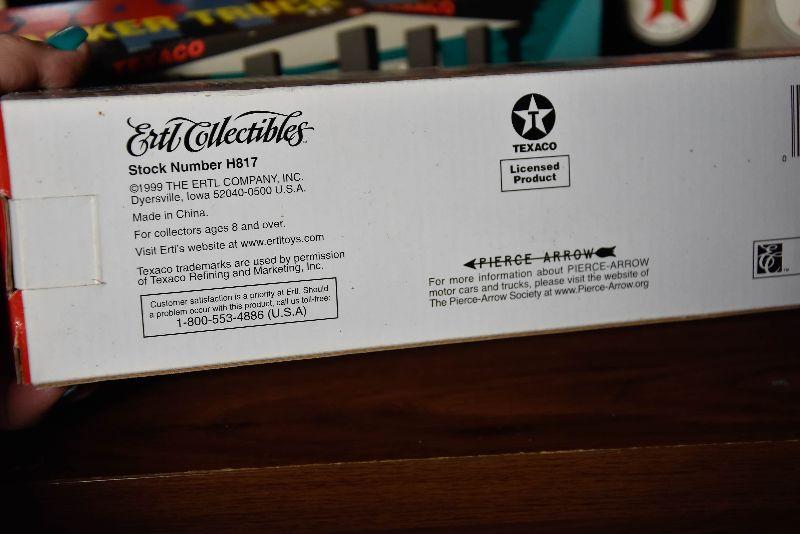 KER TRUCK
TEXACO
Ertl Collectibles
Stock Number H817
©1999 THE ERTL COMPANY, INC.
Dyersville, Iowa 52040-0500 U.S.A.
Made in China.
For collectors ages 8 and over.
Visit Ertl's website at www.ertltoys.com
Texaco trademarks are used by permission
of Texaco Refining and Marketing, Inc.
Customer satisfaction is a priority at Ertl. Should
a problem occur with this product, call us toll-free:
1-800-553-4886 (U.S.A)
T
TEXACO
Licensed
Product
PIERCE ARROW
For more information about PIERCE-ARROW
motor cars and trucks, please visit the website of
The Pierce-Arrow Society at www.Pierce-Arrow.org
0
TM